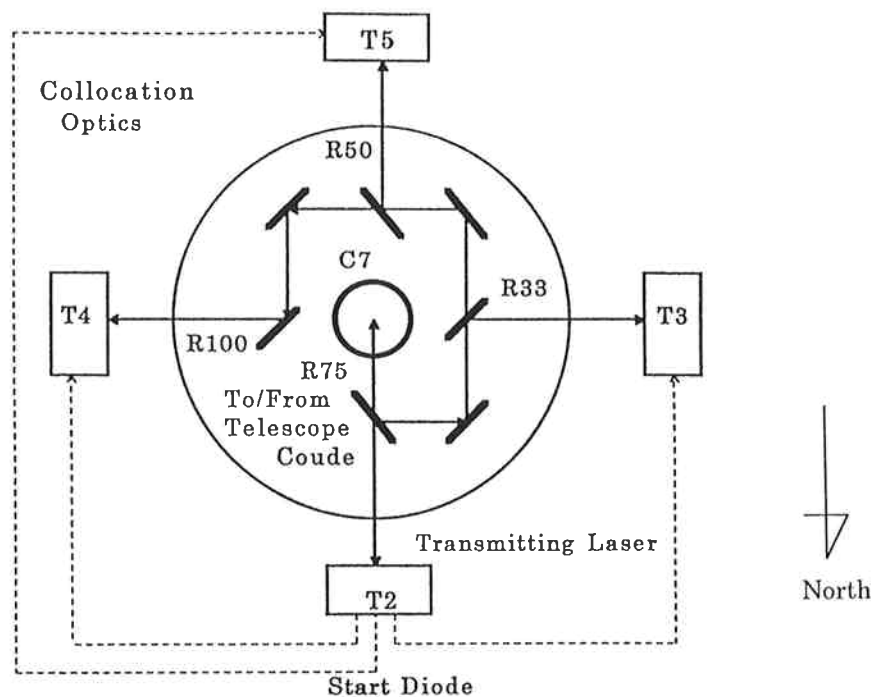 T5
Collocation
Optics
R50
C7
R33
T4
T3
R100
R75
To/From
Telescope
Coude
Transmitting Laser
North
T2
Start Diode